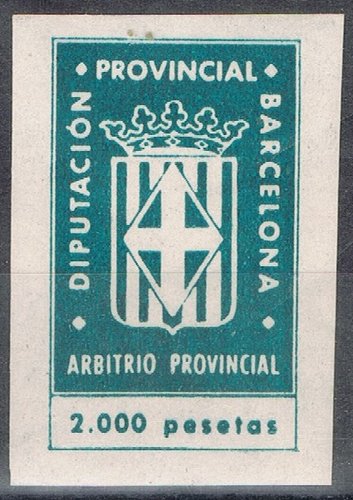 DIPUTACIÓN
PROVINCIAL
BARCELONA
ARBITRIO PROVINCIAL
2.000 pesetas